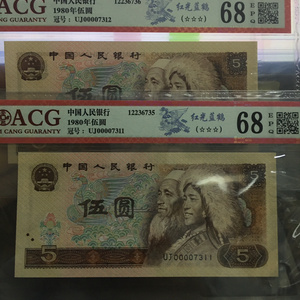 ACG
中国人民银行 12236736
1980年伍圆
冠号：UJ00007312
红光蓝鹤
(☆☆☆)
68 EPQ
中国人民银行
5
ACG
M CANG GUARANTY
中国人民银行 12236735
1980年伍圆
冠号：UJ00007311
红光蓝鹤
(☆☆☆)
68 EPQ
中国人民银行
5
伍圆
5
UJ00007311
5